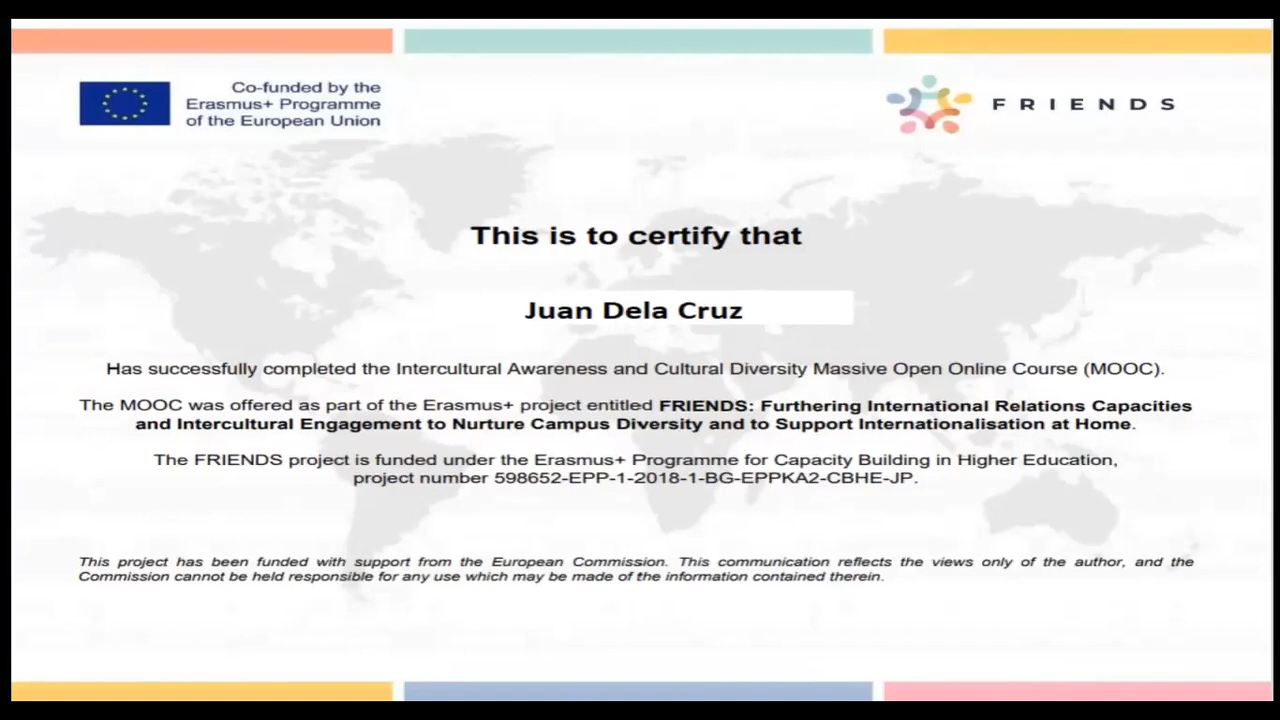 Co-funded by the
Erasmus+ Programme
of the European Union
FRIENDS
This is to certify that
Juan Dela Cruz
Has successfully completed the Intercultural Awareness and Cultural Diversity Massive Open Online Course (MOOC).
The MOOC was offered as part of the Erasmus+ project entitled FRIENDS: Furthering International Relations Capacities
and Intercultural Engagement to Nurture Campus Diversity and to Support Internationalisation at Home.
The FRIENDS project is funded under the Erasmus+ Programme for Capacity Building in Higher Education,
project number 598652-EPP-1-2018-1-BG-EPPKA2-CBHE-JP.
This project has been funded with support from the European Commission. This communication reflects the views only of the author, and the
Commission cannot be held responsible for any use which may be made of the information contained therein.